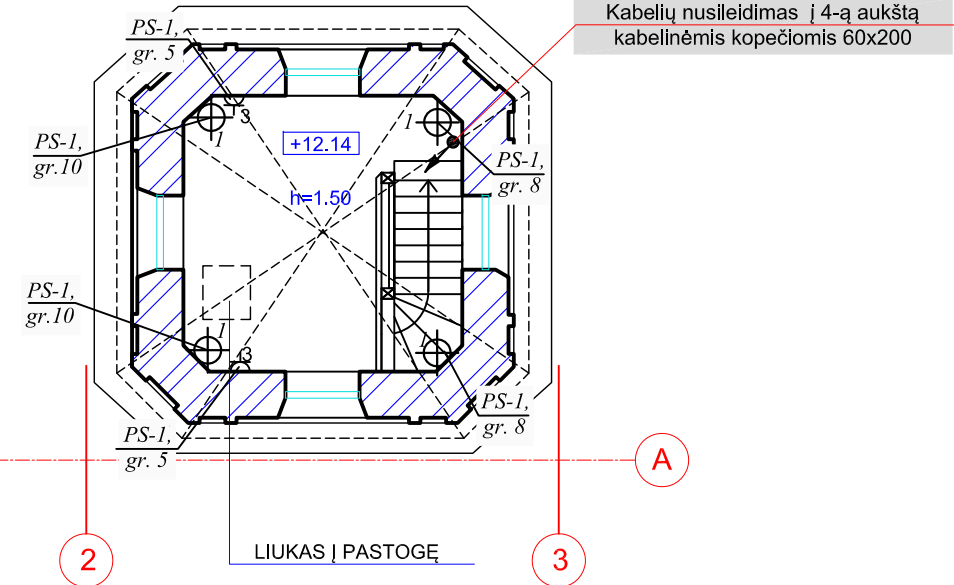 Kabelių nusileidimas į 4-ą aukštą
kabelinėmis kopečiomis 60x200
PS-1,
gr. 5
3
1
1
PS-1,
gr.10
+12.14
PS-1,
gr. 8
h=1.50
PS-1,
gr.10
1
3
1
PS-1,
gr. 8
PS-1,
gr. 5
A
LIUKAS Į PASTOGĘ
2
3